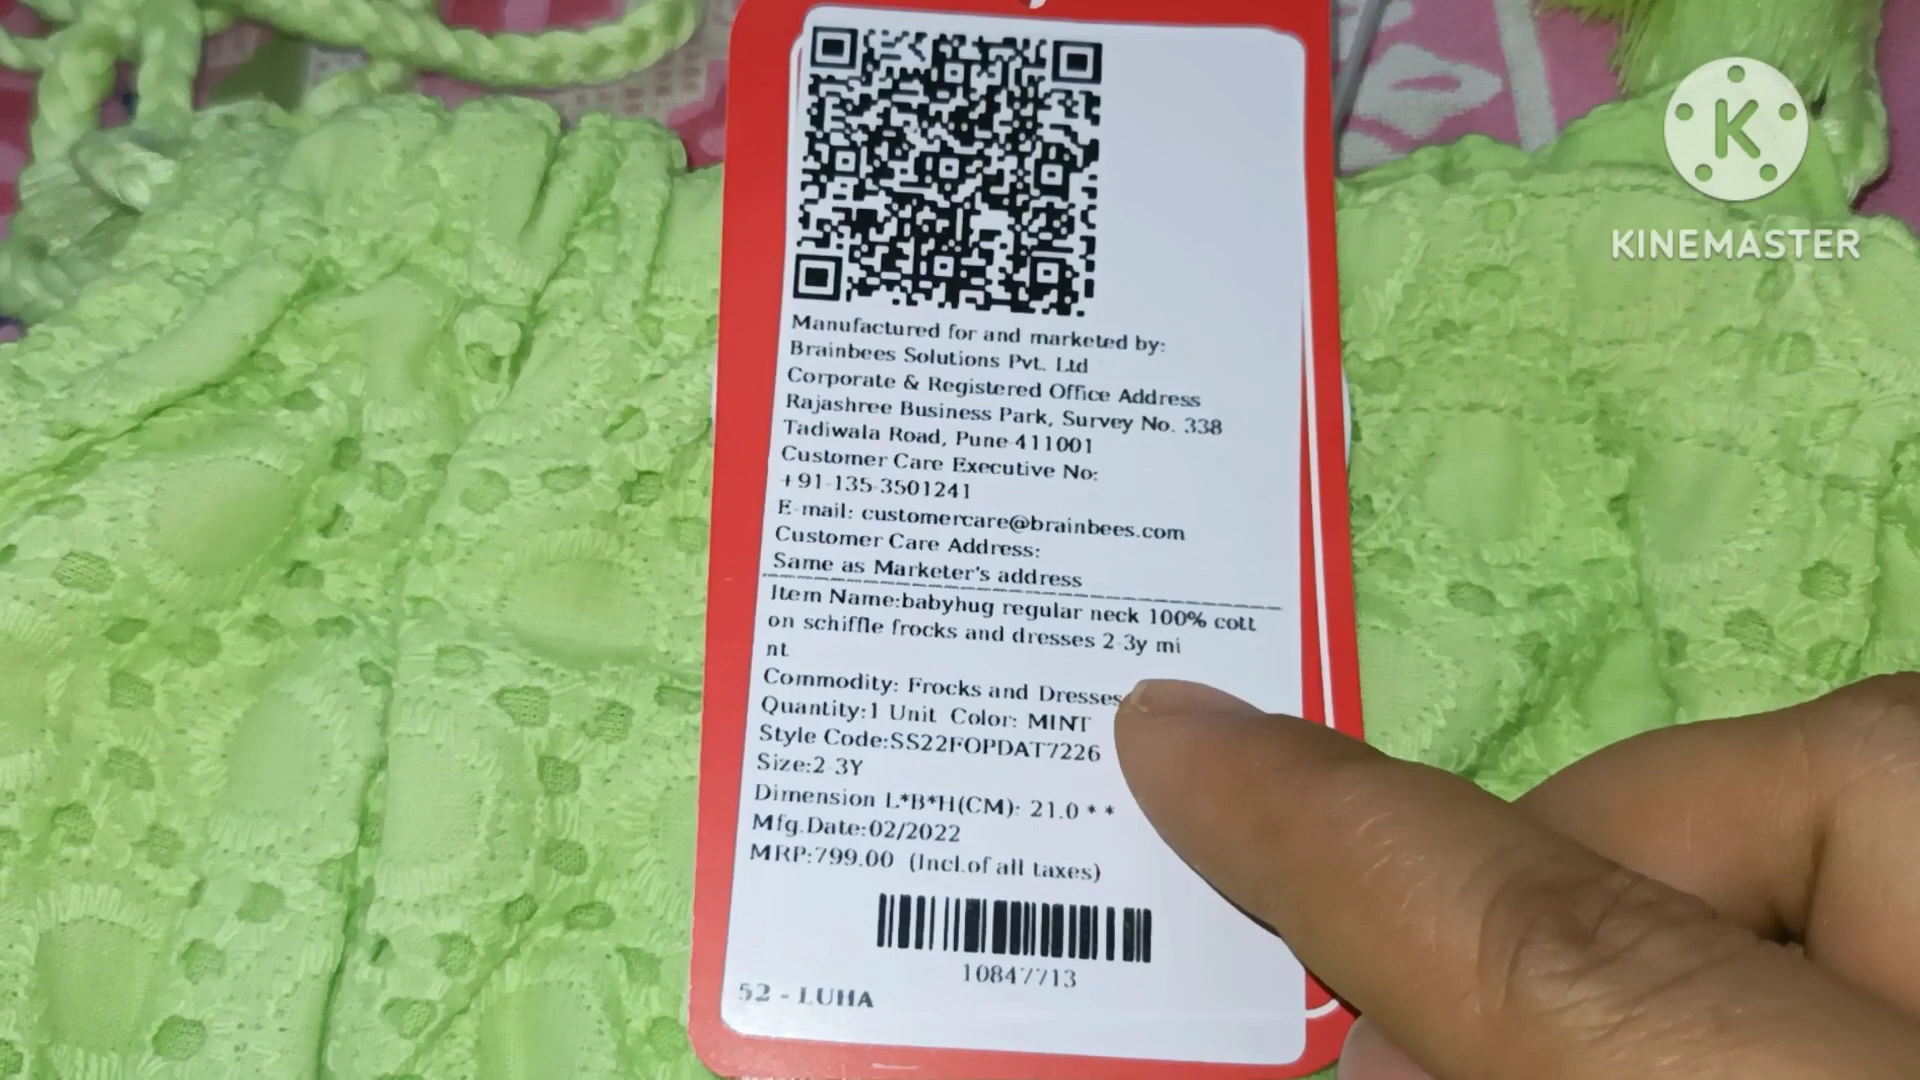 KINEMASTER
Manufactured for and marketed by:
Brainbees Solutions Pvt. Ltd
Corporate & Registered Office Address
Rajashree Business Park, Survey No. 338
Tadiwala Road, Pune-411001
Customer Care Executive No:
+91-135-3501241
E-mail: customercare@brainbees.com
Customer Care Address:
Same as Marketer's address
Item Name:babyhug regular neck 100% cott
on schiffle frocks and dresses 2-3y mi
nt
Commodity: Frocks and Dresses
Quantity:1 Unit Color: MINT
Style Code:SS22FOPDAT7226
Size:2-3Y
Dimension L*B*H(CM): 21.0 * *
Mfg.Date:02/2022
MRP:799.00 (Incl.of all taxes)
10847713
52 - LUHA